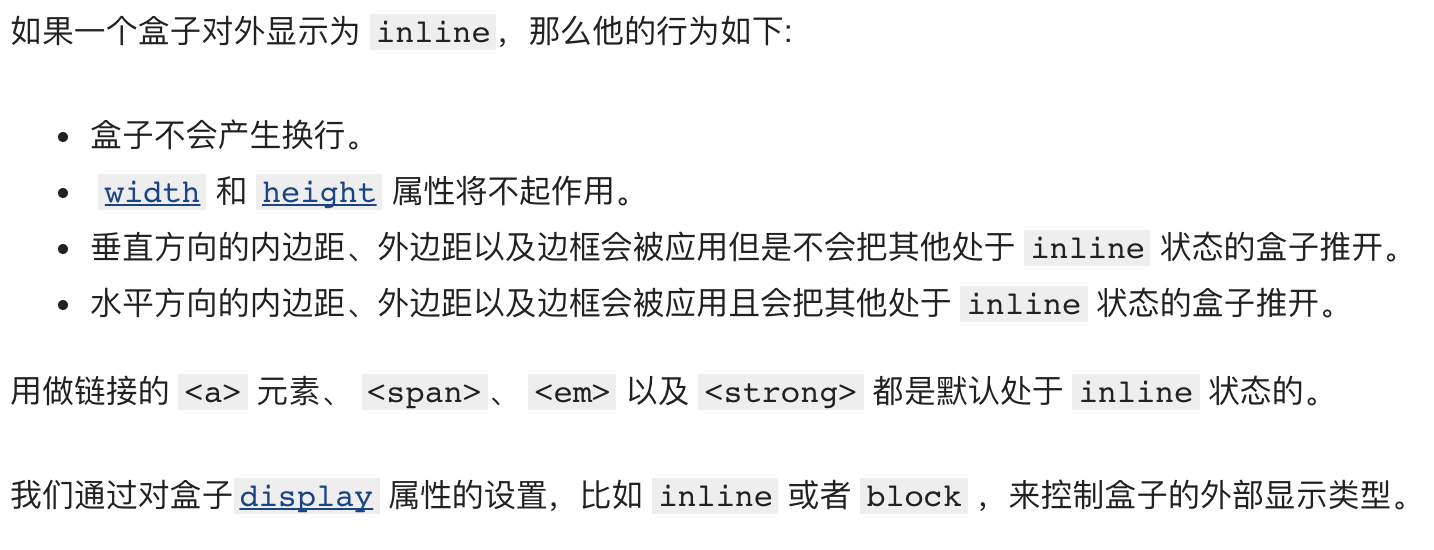 如果一个盒子对外显示为 inline，那么他的行为如下:
• 盒子不会产生换行。
• width 和 height 属性将不起作用。
• 垂直方向的内边距、外边距以及边框会被应用但是不会把其他处于 inline 状态的盒子推开。
• 水平方向的内边距、外边距以及边框会被应用且会把其他处于 inline 状态的盒子推开。
用做链接的 <a> 元素、 <span>、 <em> 以及 <strong> 都是默认处于 inline 状态的。
我们通过对盒子display 属性的设置，比如 inline 或者 block ，来控制盒子的外部显示类型。